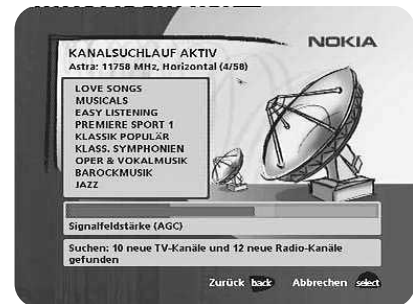 NOKIA
KANALSUCHLAUF AKTIV
Astra: 11758 MHz, Horizontal (4/58)
LOVE SONGS
MUSICALS
EASY LISTENING
PREMIERE SPORT 1
KLASSIK POPULÄR
KLASS. SYMPHONIEN
OPER & VOKALMUSIK
BAROCKMUSIK
JAZZ
Signalfeldstärke (AGC)
Suchen: 10 neue TV-Kanäle und 12 neue Radio-Kanäle
gefunden
Zurück back Abbrechen select